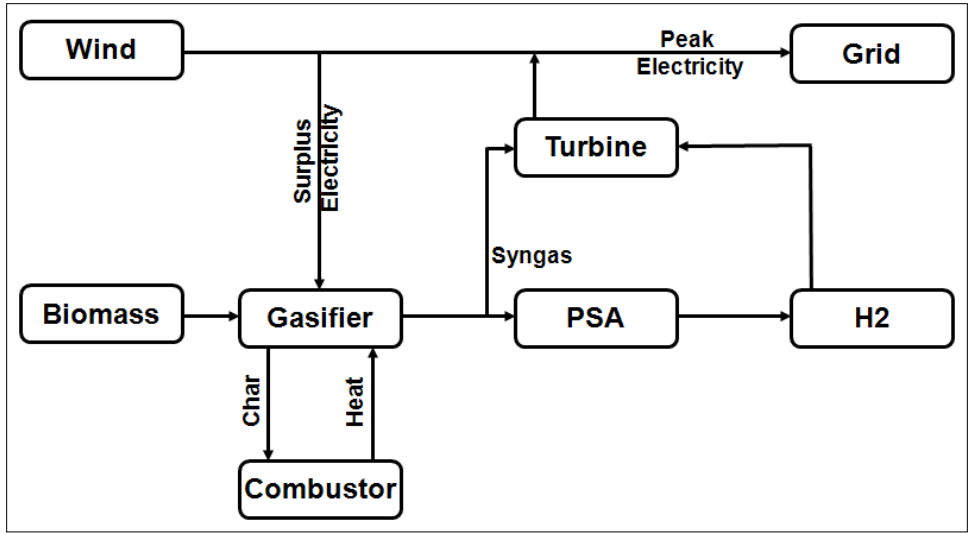 Wind
Peak
Electricity
Grid
Surplus
Electricity
Turbine
Syngas
Biomass
Gasifier
PSA
H2
Char
Heat
Combustor